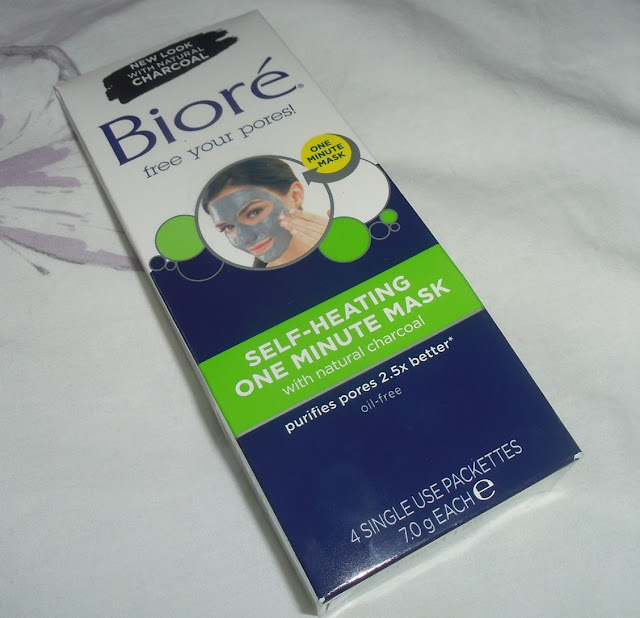 NEW LOOK
WITH NATURAL
CHARCOAL
Bioré®
free your pores!
ONE
MINUTE
MASK
SELF-HEATING
ONE MINUTE MASK
with natural charcoal
purifies pores 2.5x better*
oil-free
4 SINGLE USE PACKETTES
7.0 g EACH ℮